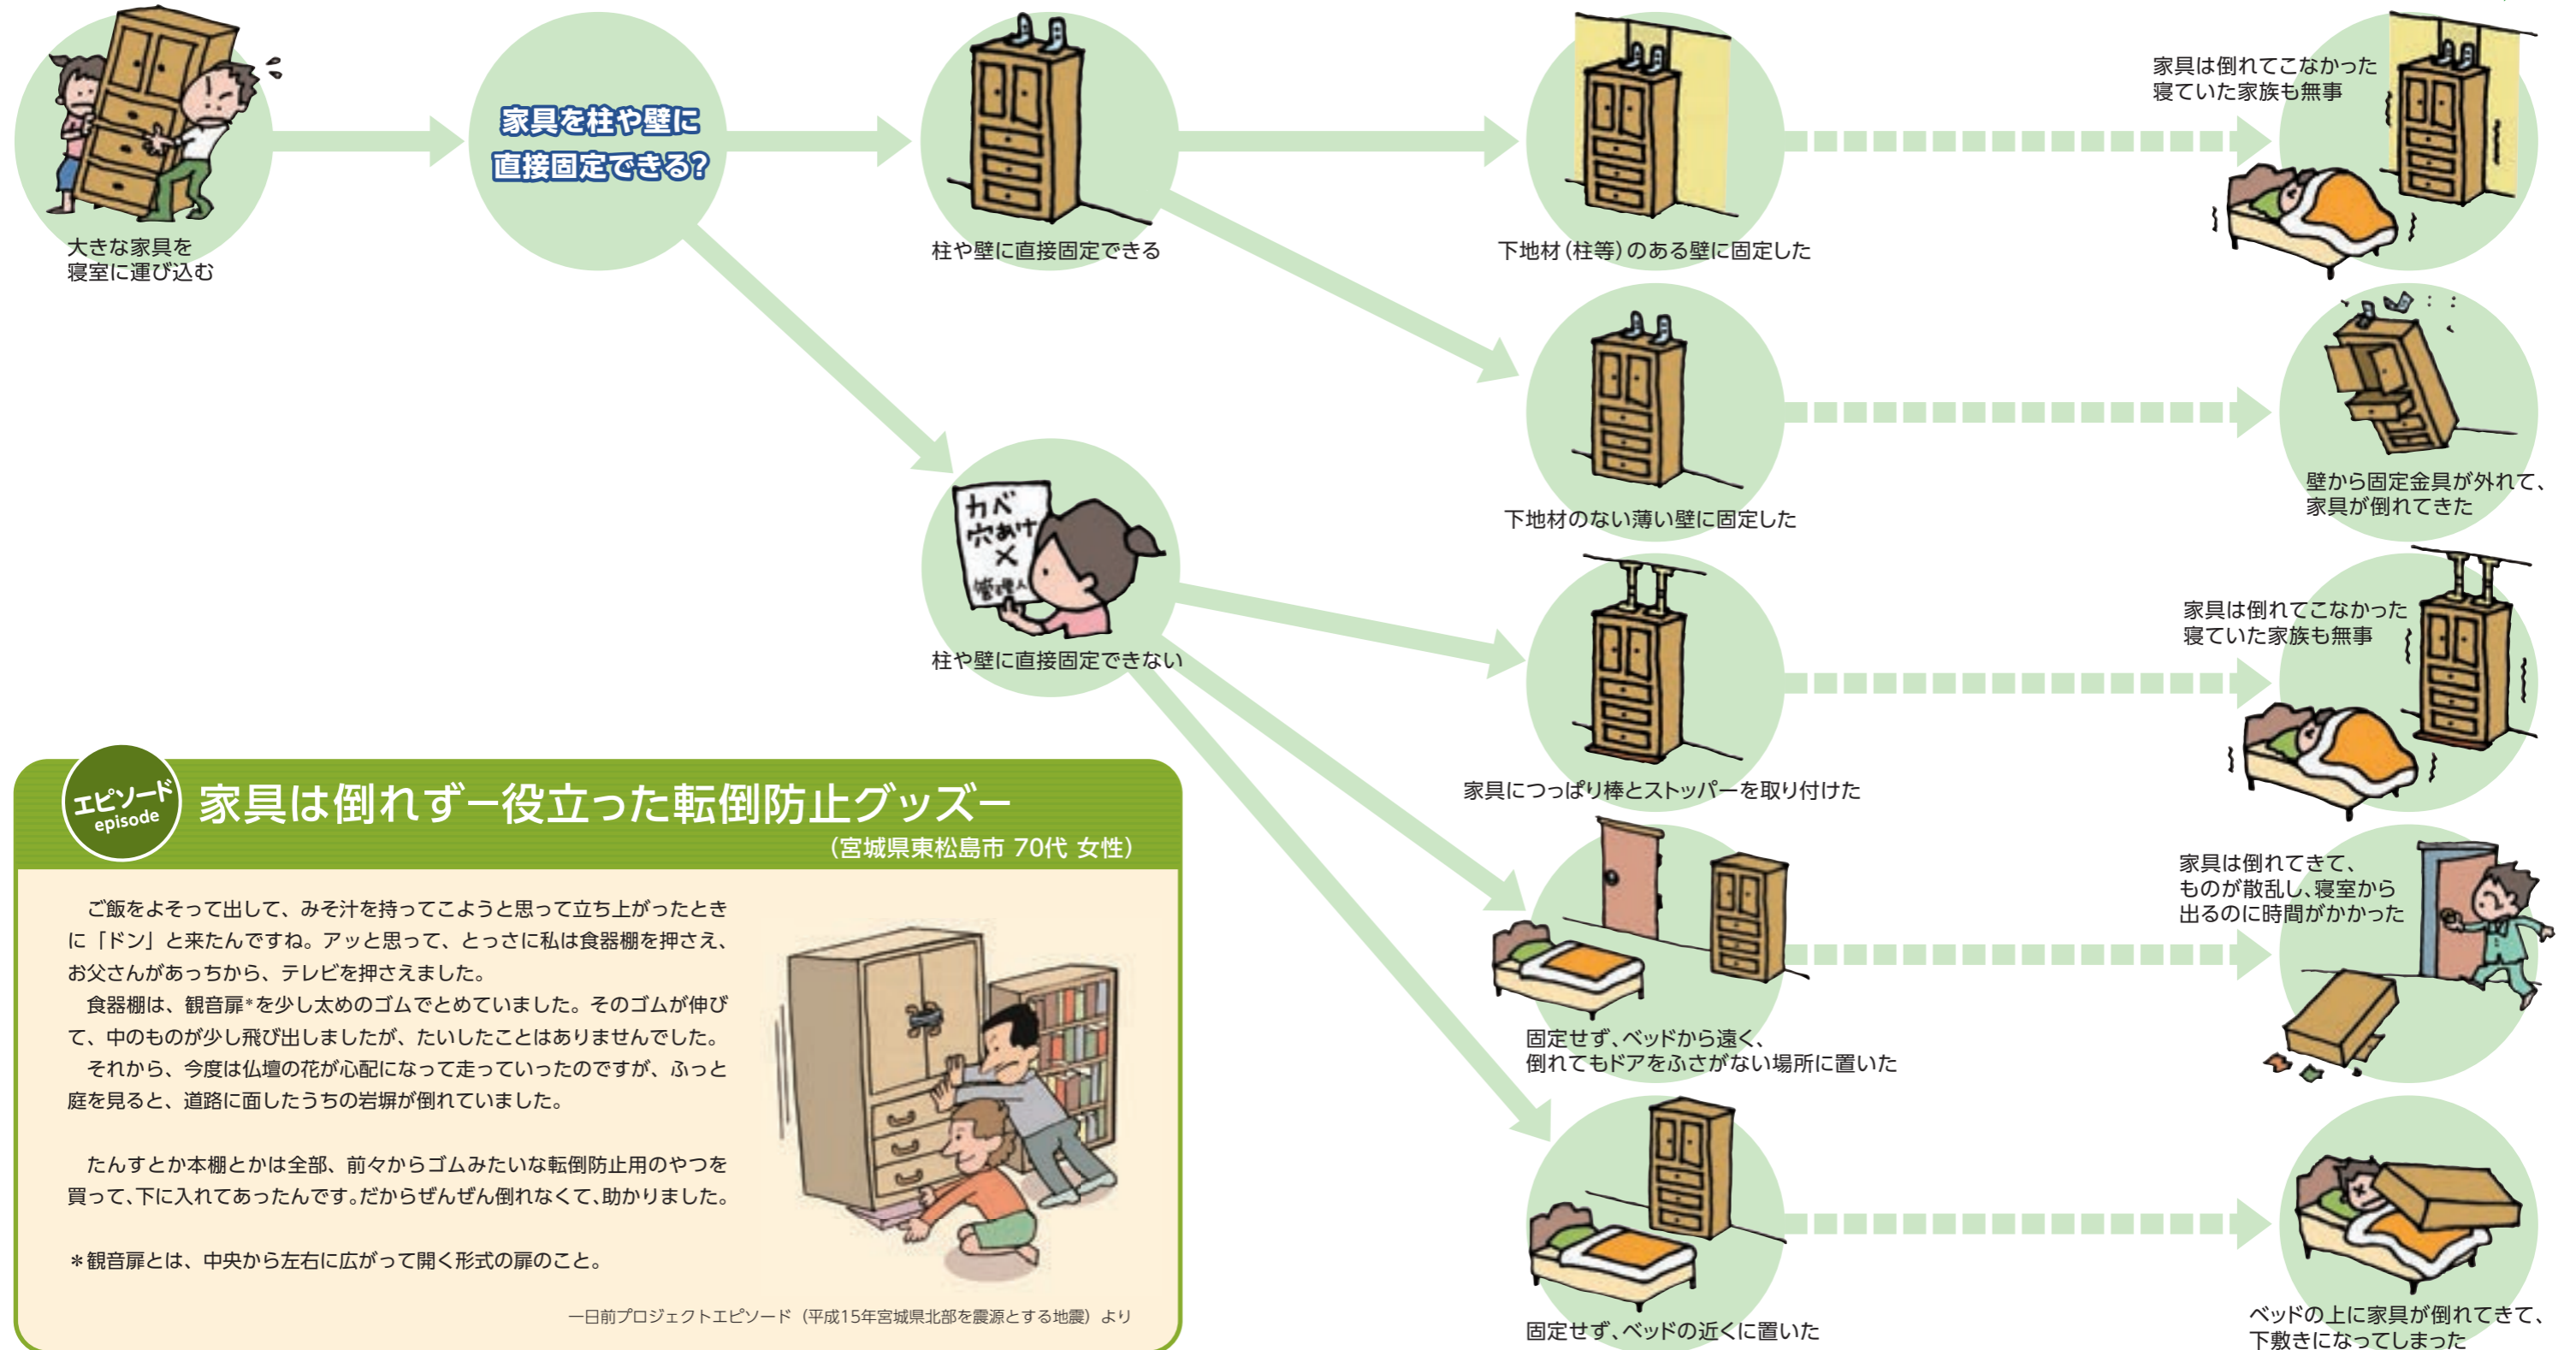 大きな家具を
寝室に運び込む
家具を柱や壁に
直接固定できる?
柱や壁に直接固定できる
下地材(柱等)のある壁に固定した
家具は倒れてこなかった
寝ていた家族も無事
下地材のない薄い壁に固定した
壁から固定金具が外れて、
家具が倒れてきた
カベ
穴あけ
×
管理人
柱や壁に直接固定できない
家具につっぱり棒とストッパーを取り付けた
家具は倒れてこなかった
寝ていた家族も無事
固定せず、ベッドから遠く、
倒れてもドアをふさがない場所に置いた
家具は倒れてきて、
ものが散乱し、寝室から
出るのに時間がかかった
固定せず、ベッドの近くに置いた
ベッドの上に家具が倒れてきて、
下敷きになってしまった
エピソード
episode
家具は倒れずー役立った転倒防止グッズー
(宮城県東松島市 70代 女性)
ご飯をよそって出して、みそ汁を持ってこようと思って立ち上がったとき
に「ドン」と来たんですね。アッと思って、とっさに私は食器棚を押さえ、
お父さんがあっちから、テレビを押さえました。
食器棚は、観音扉*を少し太めのゴムでとめていました。そのゴムが伸び
て、中のものが少し飛び出しましたが、たいしたことはありませんでした。
それから、今度は仏壇の花が心配になって走っていったのですが、ふっと
庭を見ると、道路に面したうちの岩塀が倒れていました。
たんすとか本棚とかは全部、前々からゴムみたいな転倒防止用のやつを
買って、下に入れてあったんです。だからぜんぜん倒れなくて、助かりました。
*観音扉とは、中央から左右に広がって開く形式の扉のこと。
一日前プロジェクトエピソード(平成15年宮城県北部を震源とする地震)より